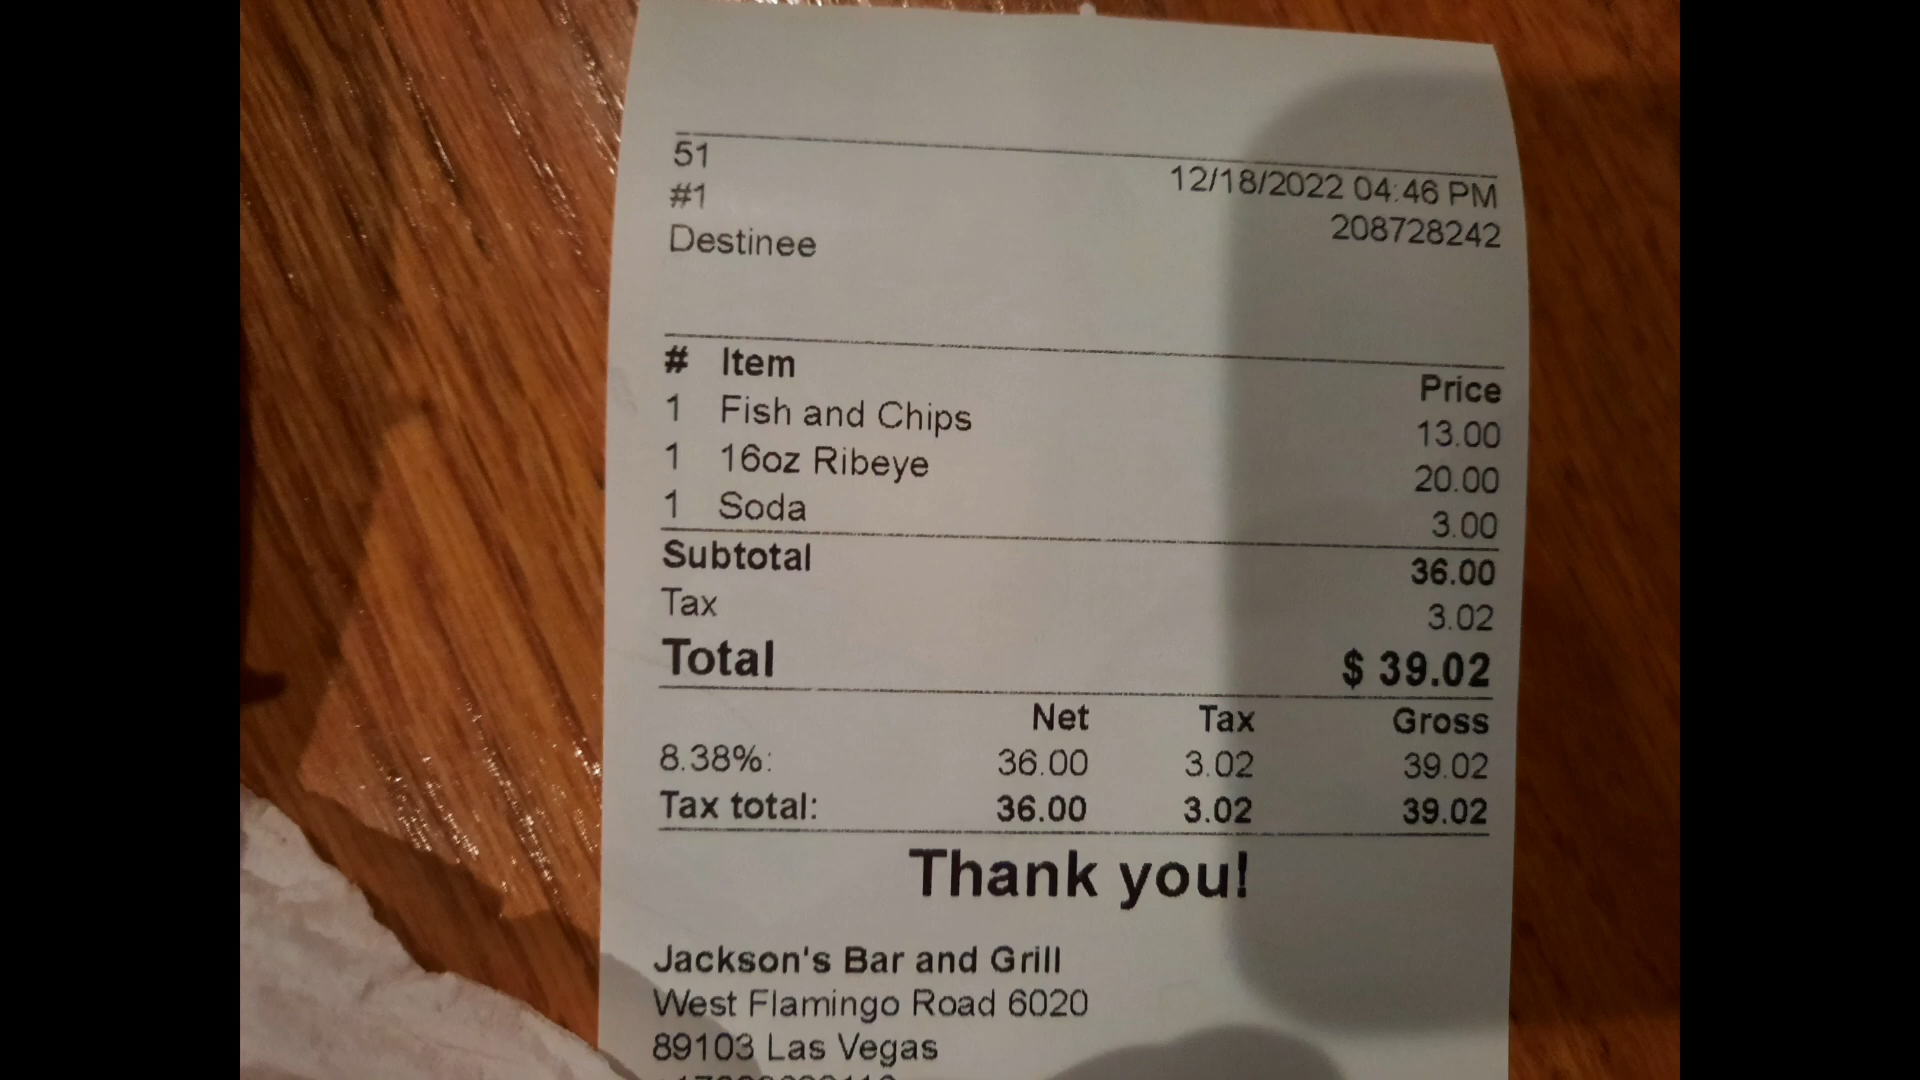 51
12/18/2022 04:46 PM
#1
208728242
Destinee
# Item Price
1 Fish and Chips 13.00
1 16oz Ribeye 20.00
1 Soda 3.00
Subtotal 36.00
Tax 3.02
Total $ 39.02
Net Tax Gross
8.38%: 36.00 3.02 39.02
Tax total: 36.00 3.02 39.02
Thank you!
Jackson's Bar and Grill
West Flamingo Road 6020
89103 Las Vegas